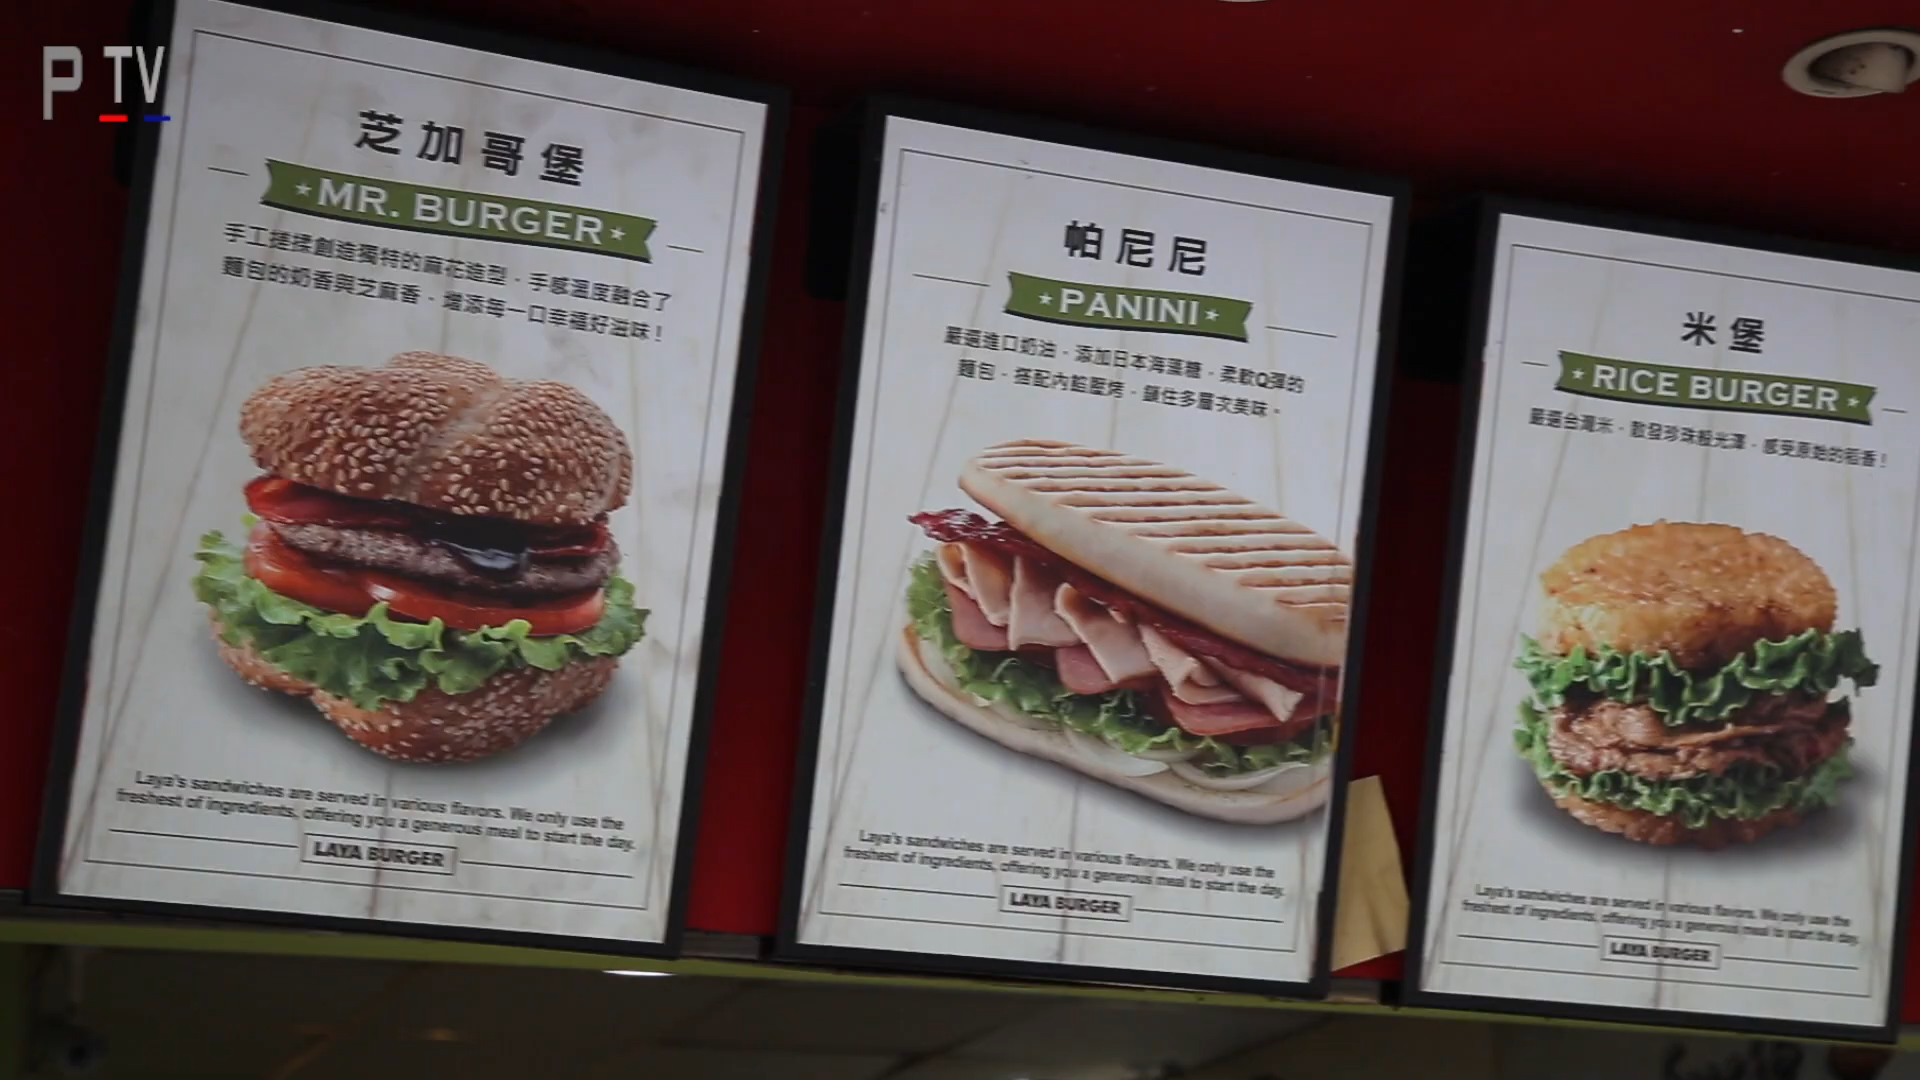 P TV
芝加哥堡
MR. BURGER
手工搓揉創造獨特的麻花造型，手感溫度融合了
麵包的奶香與芝麻香，增添每一口幸福好滋味！
Laya's sandwiches are served in various flavors. We only use the
freshest of ingredients, offering you a generous meal to start the day.
LAYA BURGER
帕尼尼
PANINI
嚴選進口奶油，添加日本海藻糖，柔軟Q彈的
麵包，搭配內餡壓烤，鎖住多層次美味。
Laya's sandwiches are served in various flavors. We only use the
freshest of ingredients, offering you a generous meal to start the day.
LAYA BURGER
米堡
RICE BURGER
嚴選台灣米，散發珍珠般光澤，感受原始的稻香！
Laya's sandwiches are served in various flavors. We only use the
freshest of ingredients, offering you a generous meal to start the day.
LAYA BURGER